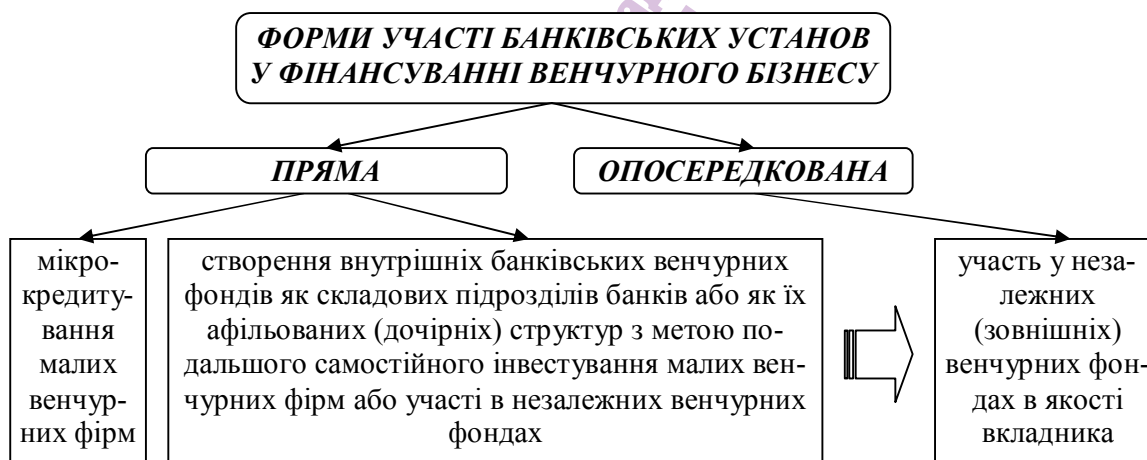 ФОРМИ УЧАСТІ БАНКІВСЬКИХ УСТАНОВ
У ФІНАНСУВАННІ ВЕНЧУРНОГО БІЗНЕСУ
ПРЯМА
ОПОСЕРЕДКОВАНА
мікро-
кредиту-
вання
малих
венчур-
них фірм
створення внутрішніх банківських венчурних
фондів як складових підрозділів банків або як їх
афільованих (дочірніх) структур з метою по-
дальшого самостійного інвестування малих вен-
чурних фірм або участі в незалежних венчурних
фондах
участь у неза-
лежних
(зовнішніх)
венчурних фон-
дах в якості
вкладника